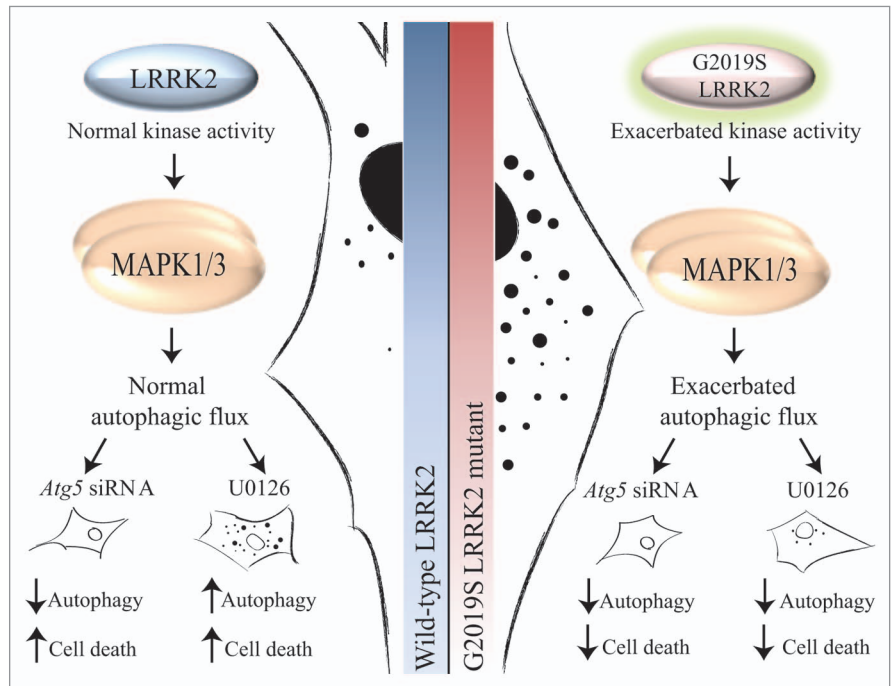 LRRK2
Normal kinase activity
MAPK1/3
Normal
autophagic flux
Atg5 siRNA
U0126
↓ Autophagy
↑ Cell death
↑ Autophagy
↑ Cell death
Wild-type LRRK2
G2019S LRRK2 mutant
G2019S
LRRK2
Exacerbated kinase activity
MAPK1/3
Exacerbated
autophagic flux
Atg5 siRNA
U0126
↓ Autophagy
↓ Cell death
↓ Autophagy
↓ Cell death